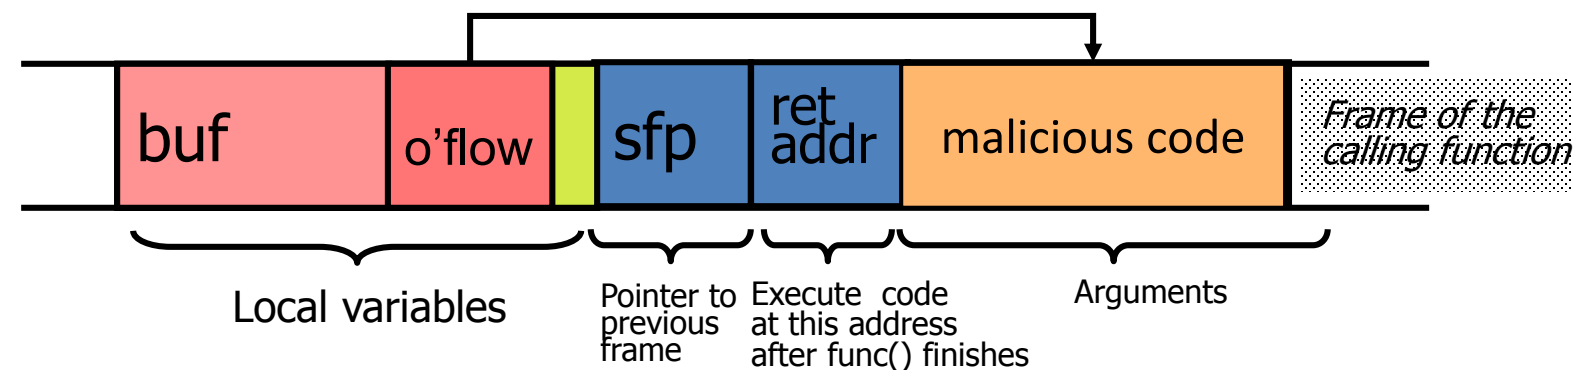 buf
o’flow
sfp
ret
addr
malicious code
Frame of the
calling function
Local variables
Pointer to
previous
frame
Execute code
at this address
after func() finishes
Arguments